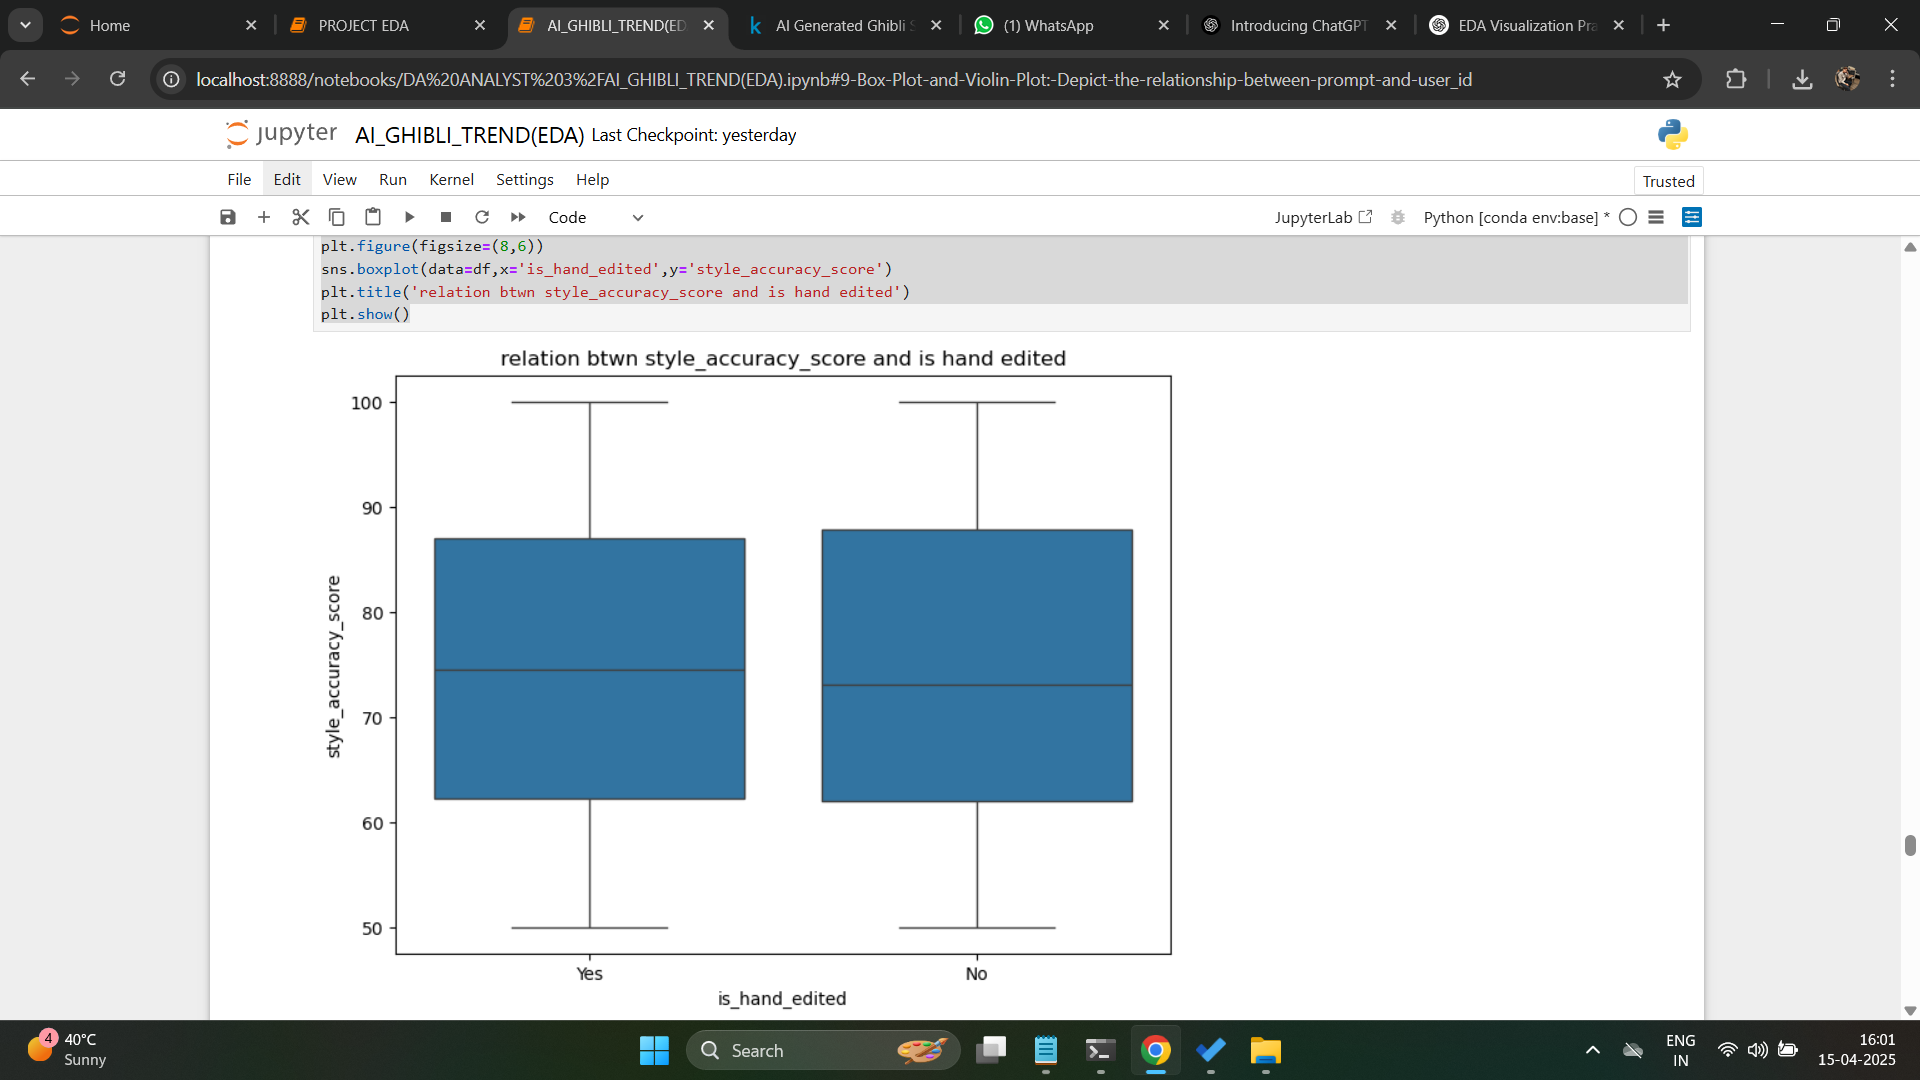 Home
PROJECT EDA
AI_GHIBLI_TREND(ED
AI Generated Ghibli
(1) WhatsApp
Introducing ChatGPT
EDA Visualization Pra
localhost:8888/notebooks/DA%20ANALYST%203%2FAI_GHIBLI_TREND(EDA).ipynb#9-Box-Plot-and-Violin-Plot:-Depict-the-relationship-between-prompt-and-user_id
jupyter AI_GHIBLI_TREND(EDA) Last Checkpoint: yesterday
File Edit View Run Kernel Settings Help
Trusted
Code
JupyterLab
Python [conda env:base] *
plt.figure(figsize=(8,6))
sns.boxplot(data=df,x='is_hand_edited',y='style_accuracy_score')
plt.title('relation btwn style_accuracy_score and is hand edited')
plt.show()
relation btwn style_accuracy_score and is hand edited
100
90
80
70
60
50
style_accuracy_score
Yes
No
is_hand_edited
4
40°C
Sunny
Search
ENG
IN
16:01
15-04-2025